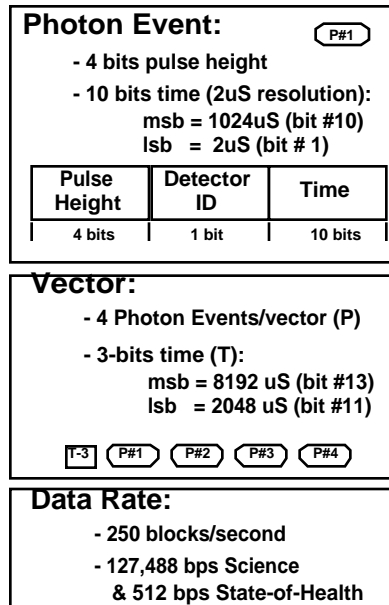 Photon Event:
P#1
- 4 bits pulse height
- 10 bits time (2uS resolution):
msb = 1024uS (bit #10)
lsb = 2uS (bit # 1)
Pulse Height
Detector ID
Time
4 bits
1 bit
10 bits
Vector:
- 4 Photon Events/vector (P)
- 3-bits time (T):
msb = 8192 uS (bit #13)
lsb = 2048 uS (bit #11)
T-3 P#1 P#2 P#3 P#4
Data Rate:
- 250 blocks/second
- 127,488 bps Science
& 512 bps State-of-Health